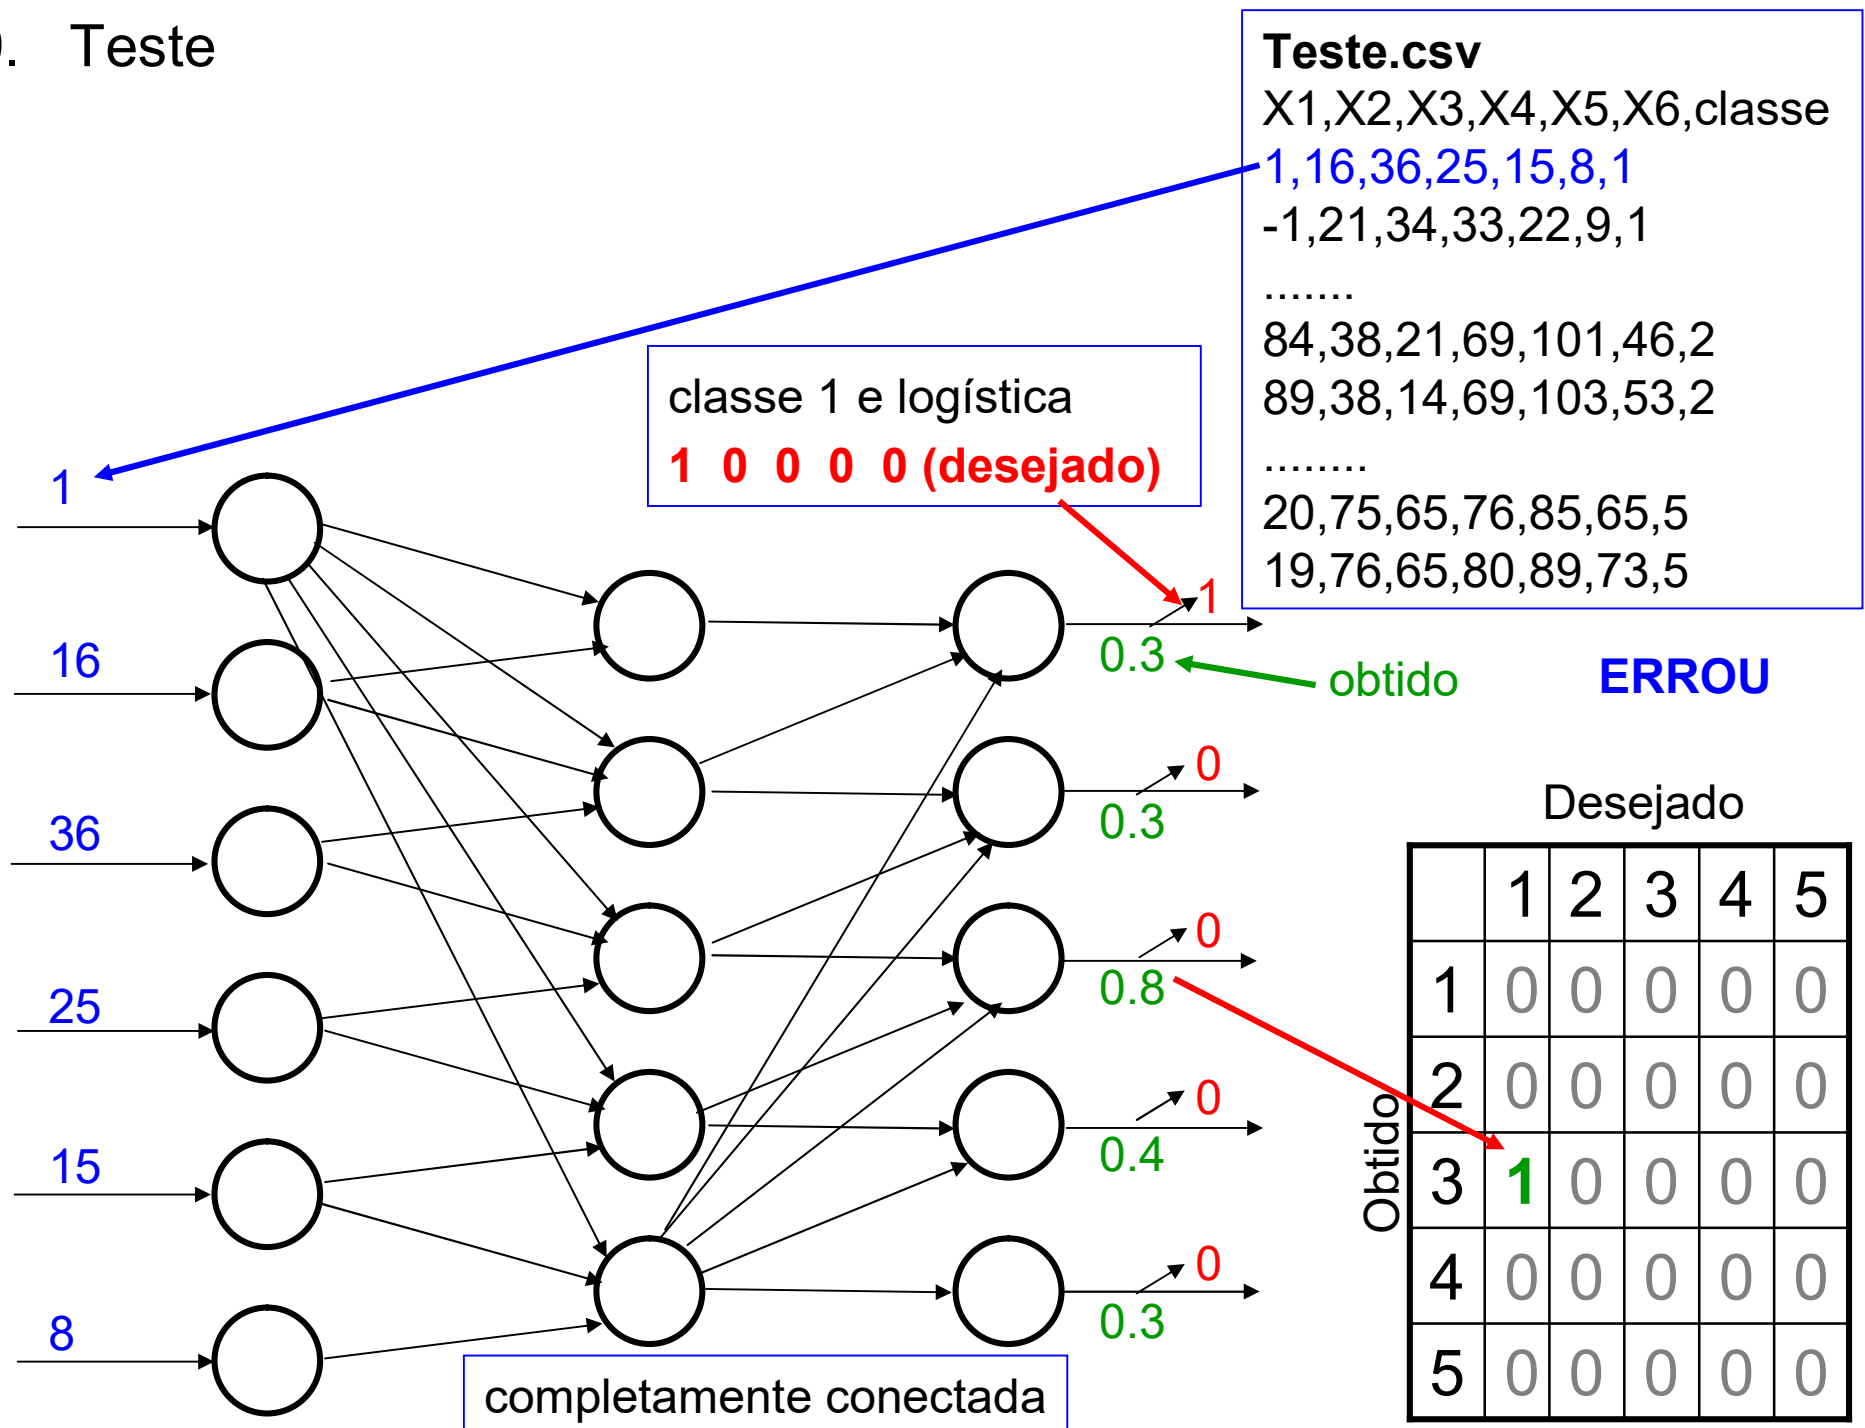 ). Teste
Teste.csv
X1,X2,X3,X4,X5,X6,classe
1,16,36,25,15,8,1
-1,21,34,33,22,9,1
.......
84,38,21,69,101,46,2
89,38,14,69,103,53,2
........
20,75,65,76,85,65,5
19,76,65,80,89,73,5
classe 1 e logística
1 0 0 0 0 (desejado)
1
16
36
25
15
8
1
0.3
obtido
ERROU
0
0.3
0
0.8
0
0.4
0
0.3
completamente conectada
Desejado
Obtido
1 2 3 4 5
1 0 0 0 0 0
2 0 0 0 0 0
3 1 0 0 0 0
4 0 0 0 0 0
5 0 0 0 0 0